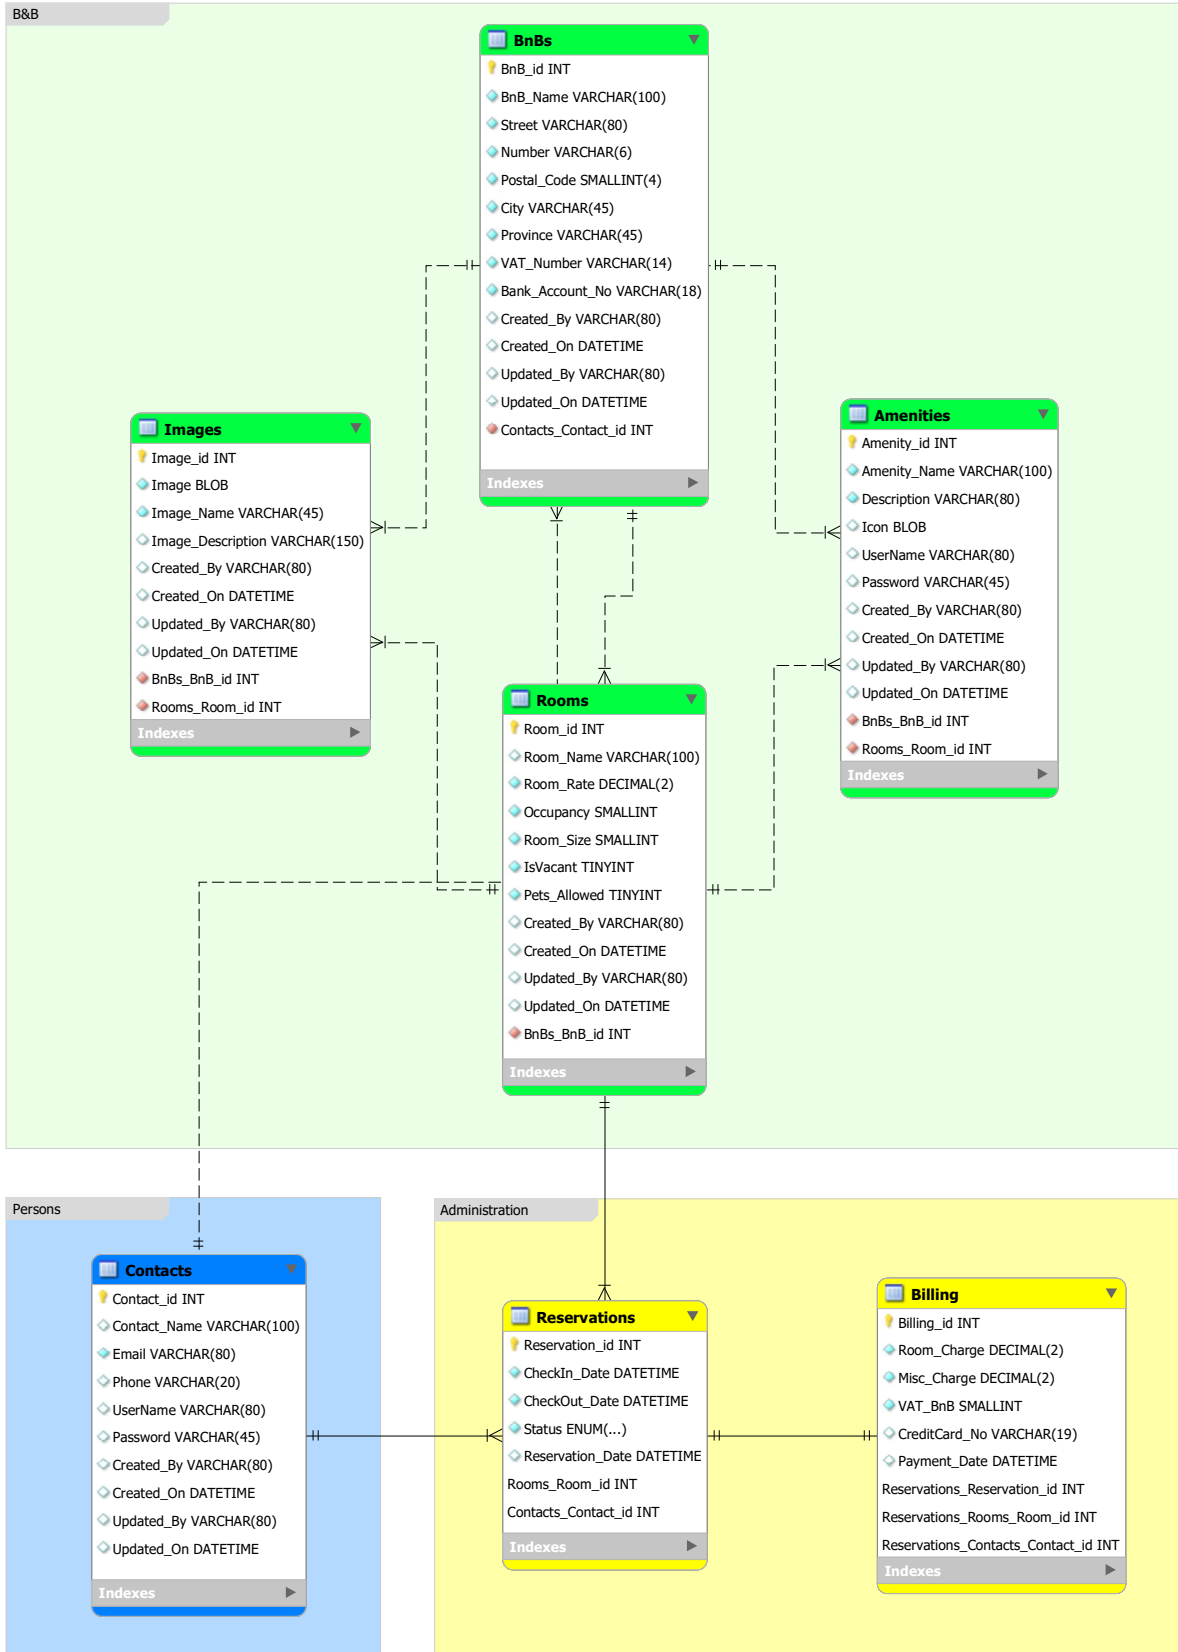 B&B
BnBs
BnB_id INT
BnB_Name VARCHAR(100)
Street VARCHAR(80)
Number VARCHAR(6)
Postal_Code SMALLINT(4)
City VARCHAR(45)
Province VARCHAR(45)
VAT_Number VARCHAR(14)
Bank_Account_No VARCHAR(18)
Created_By VARCHAR(80)
Created_On DATETIME
Updated_By VARCHAR(80)
Updated_On DATETIME
Contacts_Contact_id INT
Indexes
Images
Image_id INT
Image BLOB
Image_Name VARCHAR(45)
Image_Description VARCHAR(150)
Created_By VARCHAR(80)
Created_On DATETIME
Updated_By VARCHAR(80)
Updated_On DATETIME
BnBs_BnB_id INT
Rooms_Room_id INT
Indexes
Amenities
Amenity_id INT
Amenity_Name VARCHAR(100)
Description VARCHAR(80)
Icon BLOB
UserName VARCHAR(80)
Password VARCHAR(45)
Created_By VARCHAR(80)
Created_On DATETIME
Updated_By VARCHAR(80)
Updated_On DATETIME
BnBs_BnB_id INT
Rooms_Room_id INT
Indexes
Rooms
Room_id INT
Room_Name VARCHAR(100)
Room_Rate DECIMAL(2)
Occupancy SMALLINT
Room_Size SMALLINT
IsVacant TINYINT
Pets_Allowed TINYINT
Created_By VARCHAR(80)
Created_On DATETIME
Updated_By VARCHAR(80)
Updated_On DATETIME
BnBs_BnB_id INT
Indexes
Persons
Contacts
Contact_id INT
Contact_Name VARCHAR(100)
Email VARCHAR(80)
Phone VARCHAR(20)
UserName VARCHAR(80)
Password VARCHAR(45)
Created_By VARCHAR(80)
Created_On DATETIME
Updated_By VARCHAR(80)
Updated_On DATETIME
Indexes
Administration
Reservations
Reservation_id INT
CheckIn_Date DATETIME
CheckOut_Date DATETIME
Status ENUM(...)
Reservation_Date DATETIME
Rooms_Room_id INT
Contacts_Contact_id INT
Indexes
Billing
Billing_id INT
Room_Charge DECIMAL(2)
Misc_Charge DECIMAL(2)
VAT_BnB SMALLINT
CreditCard_No VARCHAR(19)
Payment_Date DATETIME
Reservations_Reservation_id INT
Reservations_Rooms_Room_id INT
Reservations_Contacts_Contact_id INT
Indexes